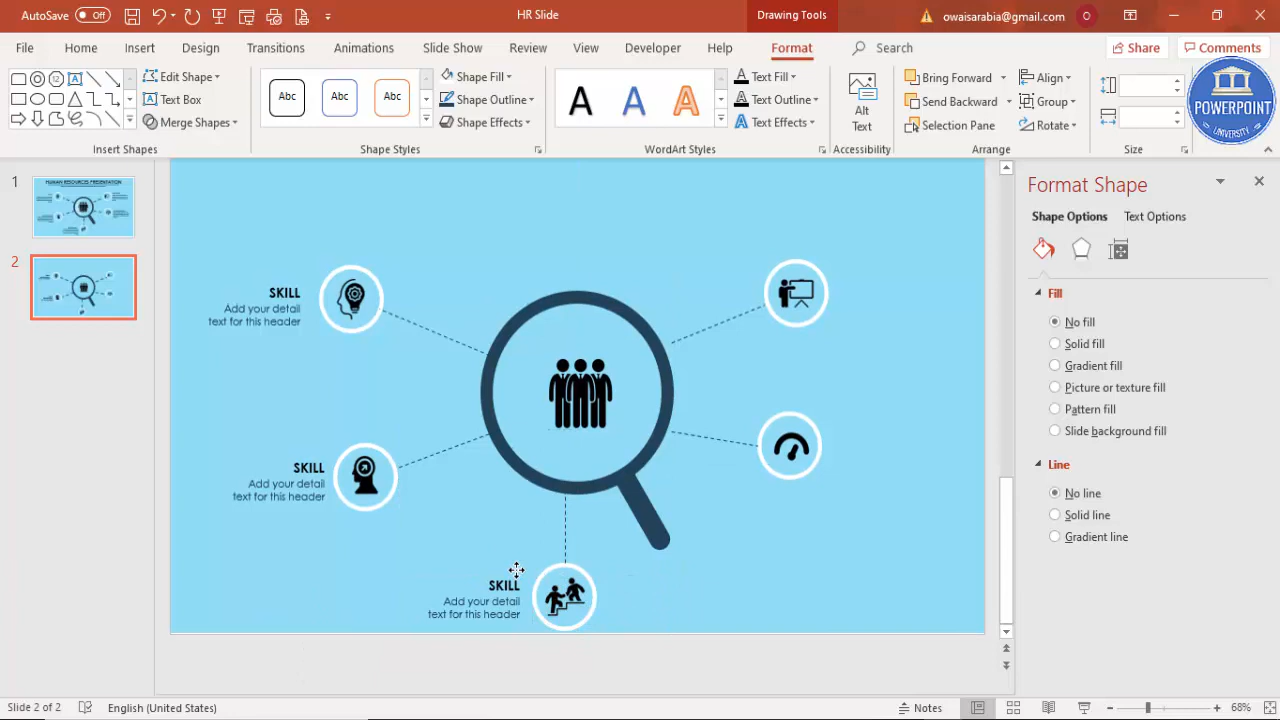 AutoSave Off
HR Slide
Drawing Tools
owaisarabia@gmail.com
File Home Insert Design Transitions Animations Slide Show Review View Developer Help Format Search Share Comments
Edit Shape
Text Box
Merge Shapes
Insert Shapes
Abc Abc Abc
Shape Fill
Shape Outline
Shape Effects
Shape Styles
A A A
Text Fill
Text Outline
Text Effects
WordArt Styles
Alt
Text
Accessibility
Bring Forward
Send Backward
Selection Pane
Align
Group
Rotate
Arrange
Size
POWERPOINT
UNIVERSITY
1
HUMAN RESOURCES PRESENTATION
2
SKILL
Add your detail
text for this header
SKILL
Add your detail
text for this header
SKILL
Add your detail
text for this header
Format Shape
Shape Options Text Options
Fill
No fill
Solid fill
Gradient fill
Picture or texture fill
Pattern fill
Slide background fill
Line
No line
Solid line
Gradient line
Slide 2 of 2 English (United States) Notes 68%